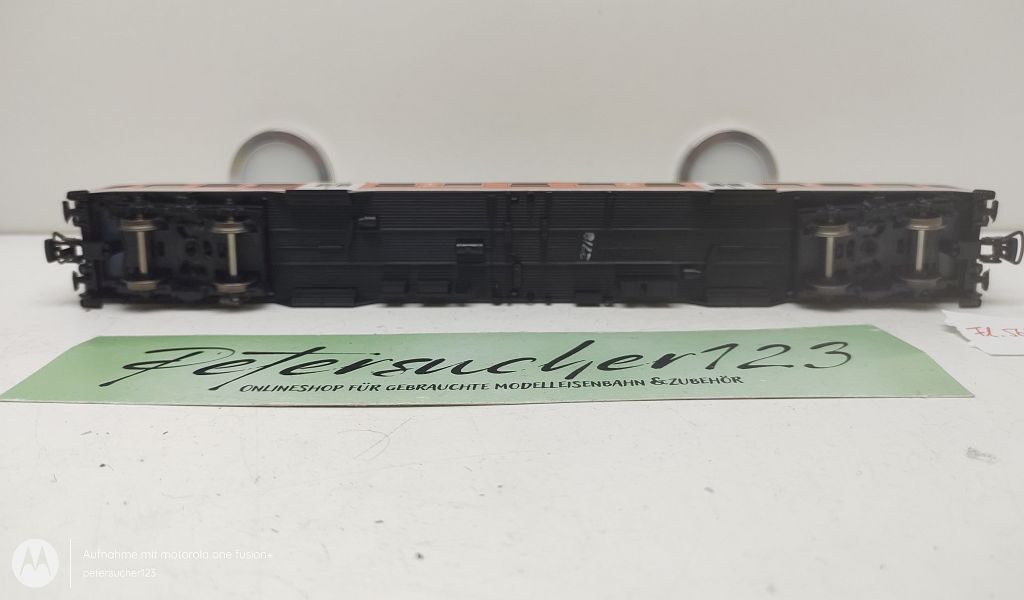 Petersucher123
ONLINESHOP FÜR GEBRAUCHTE MODELLEISENBAHN & ZUBEHÖR
Aufnahme mit motorola one fusion+
petersucher123